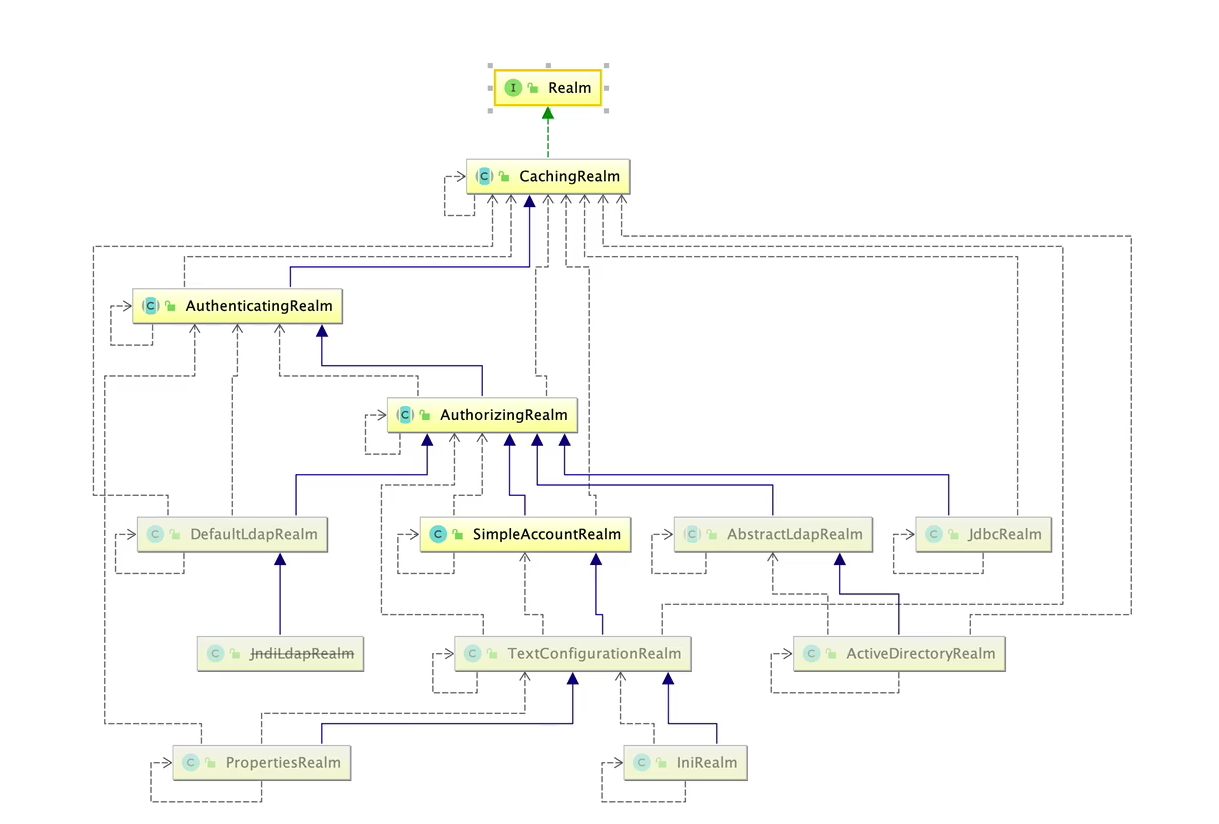 I Realm
C CachingRealm
C AuthenticatingRealm
C AuthorizingRealm
C DefaultLdapRealm
C SimpleAccountRealm
C AbstractLdapRealm
C JdbcRealm
C JndiLdapRealm
C TextConfigurationRealm
C ActiveDirectoryRealm
C PropertiesRealm
C IniRealm